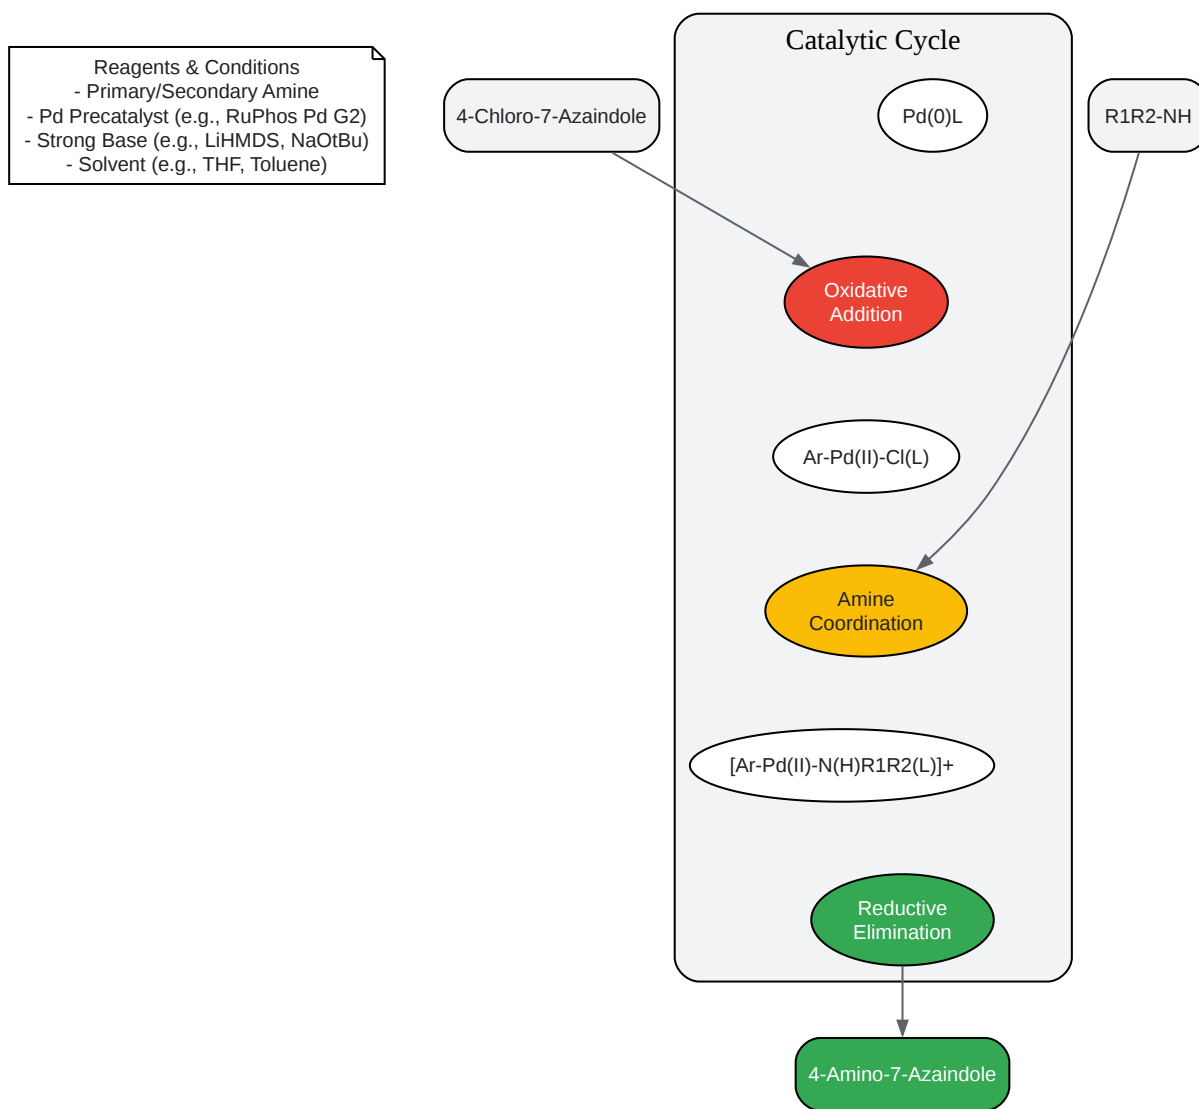 Reagents & Conditions
- Primary/Secondary Amine
- Pd Precatalyst (e.g., RuPhos Pd G2)
- Strong Base (e.g., LiHMDS, NaOtBu)
- Solvent (e.g., THF, Toluene)
4-Chloro-7-Azaindole
Catalytic Cycle
Pd(0)L
R1R2-NH
Oxidative
Addition
Ar-Pd(II)-Cl(L)
Amine
Coordination
[Ar-Pd(II)-N(H)R1R2(L)]+
Reductive
Elimination
4-Amino-7-Azaindole